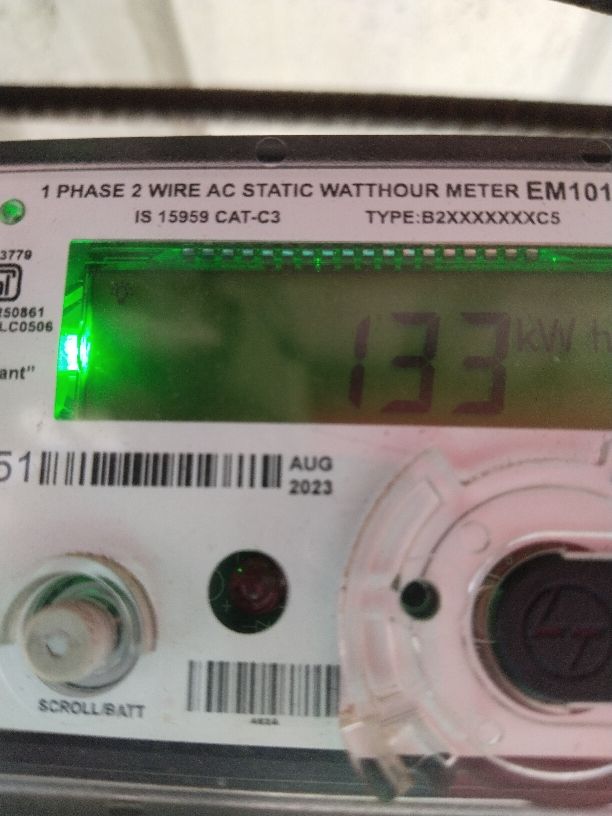 1 PHASE 2 WIRE AC STATIC WATTHOUR METER EM101
IS 15959 CAT-C3 TYPE:B2XXXXXXXC5
3779
250861
LC0506
ant"
133 kW h
51
AUG
2023
SCROLL/BATT